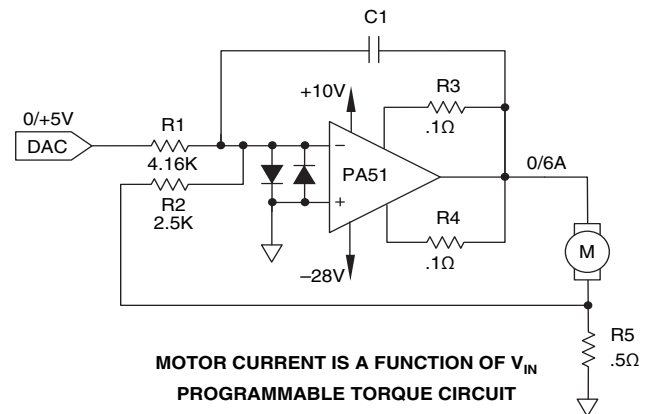 C1
+10V
R3
.1Ω
0/+5V
DAC
R1
4.16K
R2
2.5K
−
+
PA51
0/6A
R4
.1Ω
–28V
M
R5
.5Ω
MOTOR CURRENT IS A FUNCTION OF VIN
PROGRAMMABLE TORQUE CIRCUIT